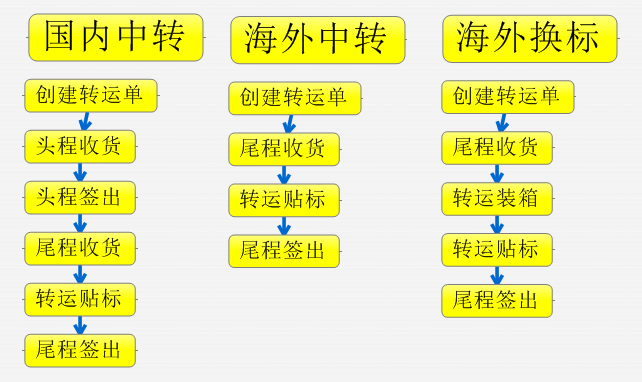 国内中转
创建转运单
头程收货
头程签出
尾程收货
转运贴标
尾程签出
海外中转
创建转运单
尾程收货
转运贴标
尾程签出
海外换标
创建转运单
尾程收货
转运装箱
转运贴标
尾程签出